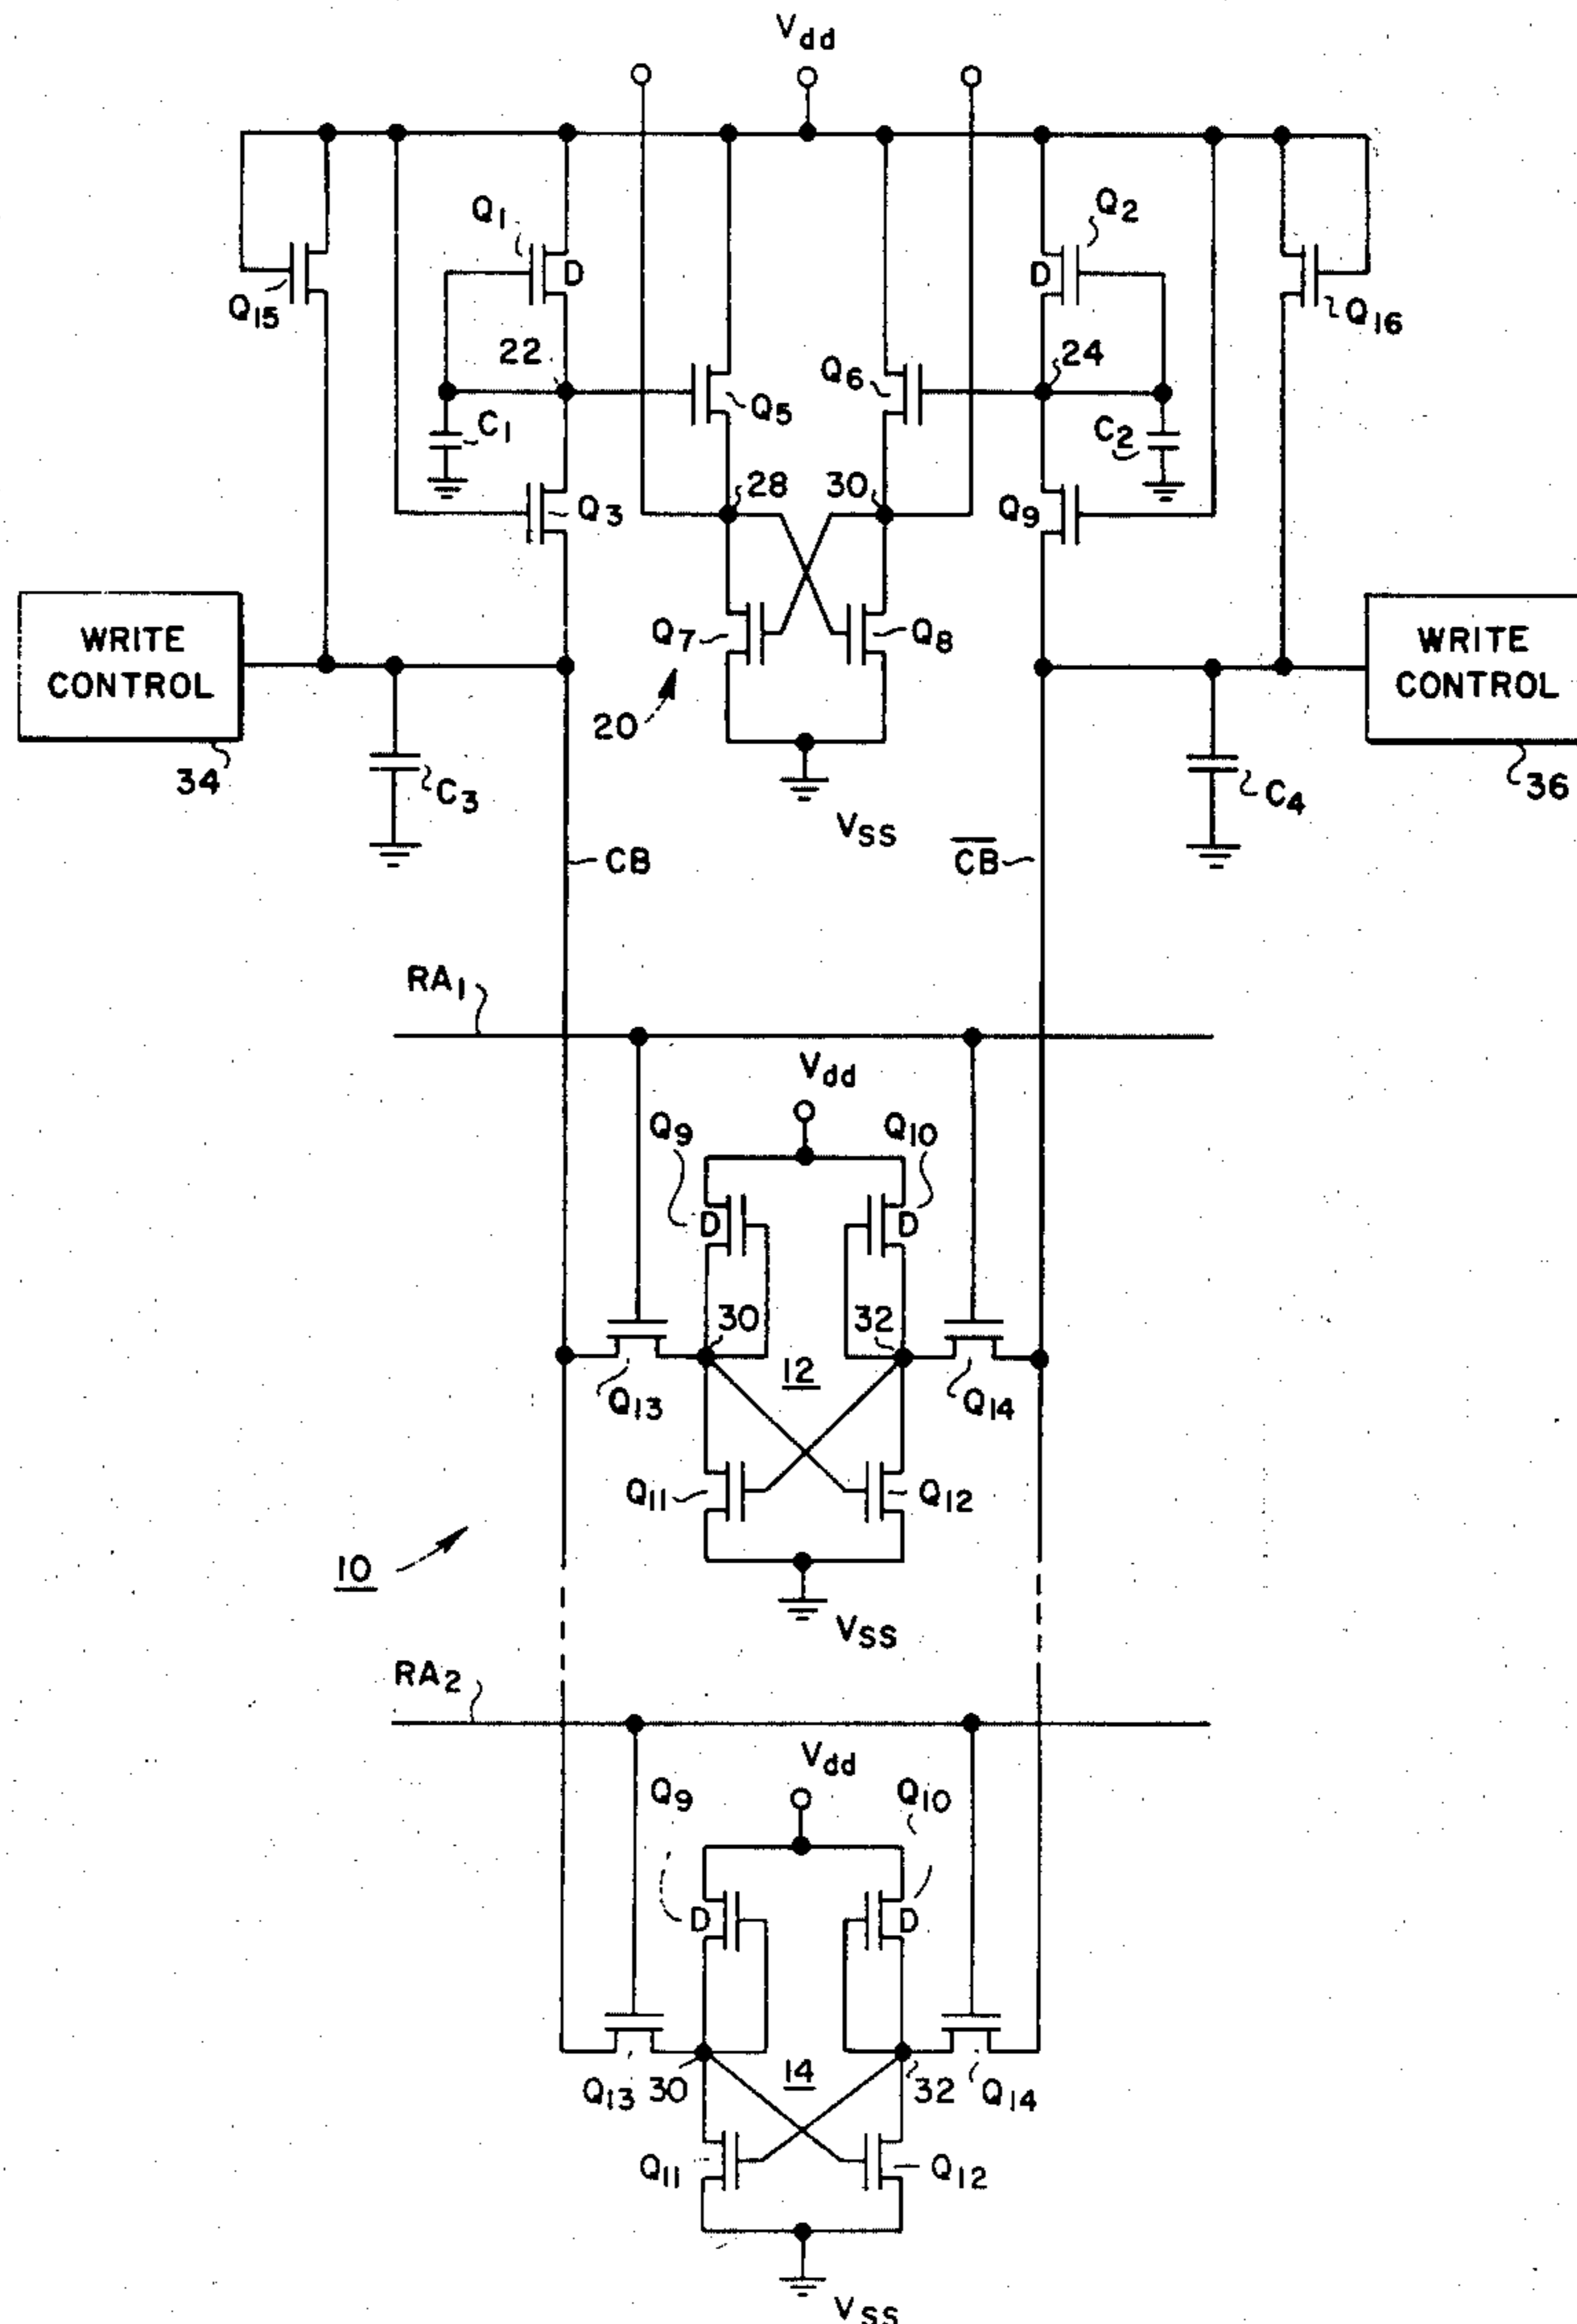 Vdd
Q1
Q2
D
D
Q15
Q16
22
24
Q6
Q5
C1
C2
28
30
Q3
Q9
WRITE
CONTROL
Q7
Q8
WRITE
CONTROL
20
34
C3
C4
36
VSS
CB
C̅B̅
RA1
Vdd
Q9
Q10
D
D
30
32
12
Q13
Q14
Q11
Q12
10
VSS
RA2
Vdd
Q9
Q10
D
D
14
Q13
30
32
Q14
Q11
Q12
VSS